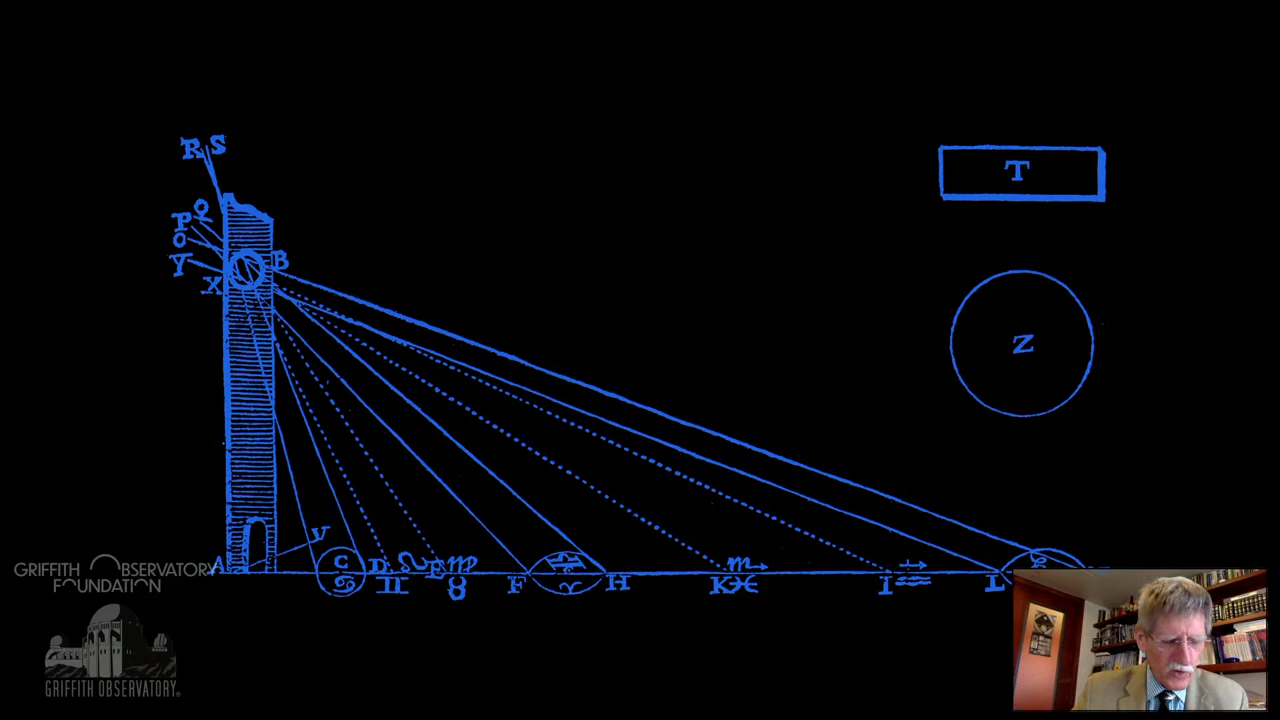 R S
T
Q
P
O
B
Y
X
Z
V
A C D ♌ E ♍ ♎ ♏ ♐
♋ ♊ ♉ F ♈ H K ♓ I ♒ L
GRIFFITH OBSERVATORY
FOUNDATION
GRIFFITH OBSERVATORY